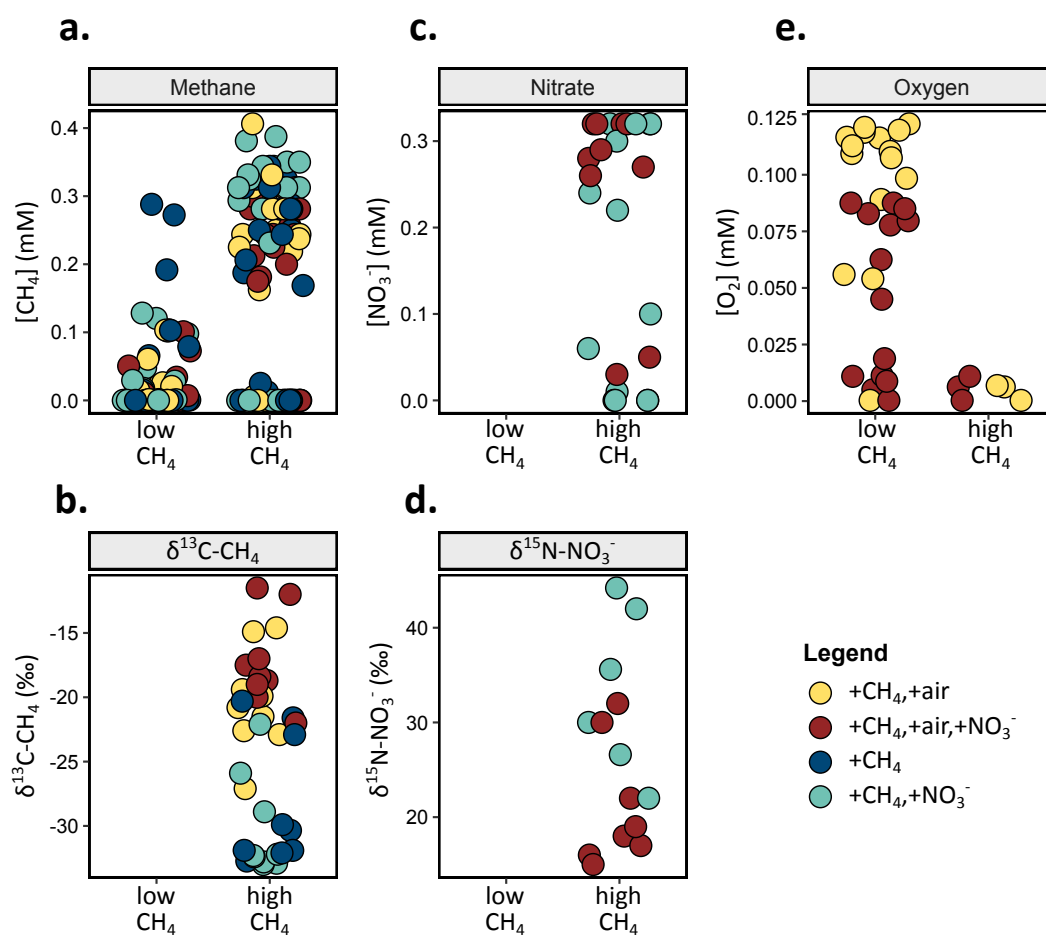 a.
Methane
[CH₄] (mM)
0.4
0.3
0.2
0.1
0.0
low
CH₄
high
CH₄
c.
Nitrate
[NO₃⁻] (mM)
0.3
0.2
0.1
0.0
low
CH₄
high
CH₄
e.
Oxygen
[O₂] (mM)
0.125
0.100
0.075
0.050
0.025
0.000
low
CH₄
high
CH₄
b.
δ¹³C-CH₄
δ¹³C-CH₄ (‰)
-15
-20
-25
-30
low
CH₄
high
CH₄
d.
δ¹⁵N-NO₃⁻
δ¹⁵N-NO₃⁻ (‰)
40
30
20
low
CH₄
high
CH₄
Legend
+CH₄,+air
+CH₄,+air,+NO₃⁻
+CH₄
+CH₄,+NO₃⁻